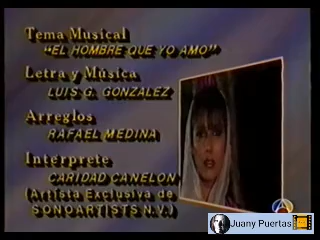 Tema Musical
"EL HOMBRE QUE YO AMO"
Letra y Música
LUIS G. GONZALEZ
Arreglos
RAFAEL MEDINA
Intérprete
CARIDAD CANELON
(Artista Exclusiva de
SONOARTISTS N.V.)
Juany Puertas